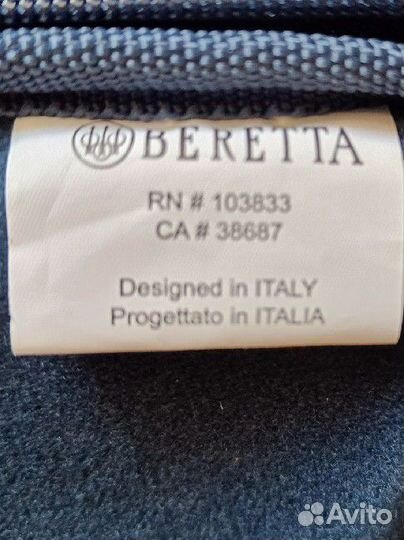 BERETTA
RN # 103833
CA # 38687
Designed in ITALY
Progettato in ITALIA
Avito